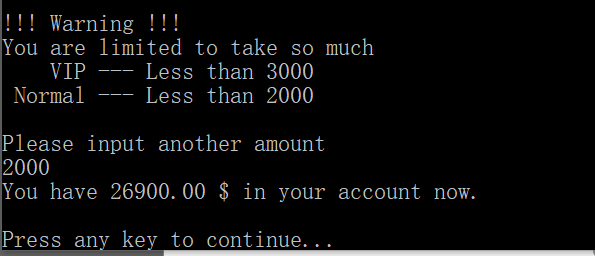 !!! Warning !!!
You are limited to take so much
VIP --- Less than 3000
Normal --- Less than 2000
Please input another amount
2000
You have 26900.00 $ in your account now.
Press any key to continue...